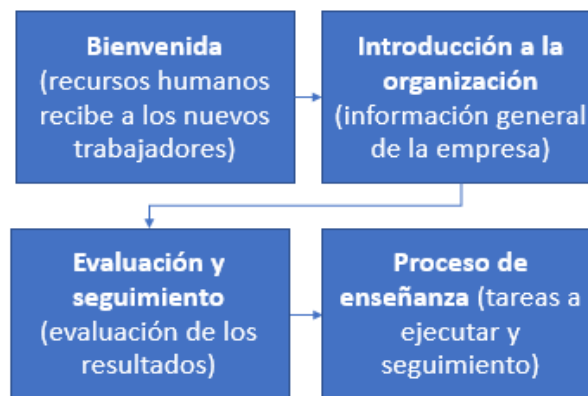 Bienvenida
(recursos humanos
recibe a los nuevos
trabajadores)
Introducción a la
organización
(información general
de la empresa)
Evaluación y
seguimiento
(evaluación de los
resultados)
Proceso de
enseñanza (tareas a
ejecutar y
seguimiento)